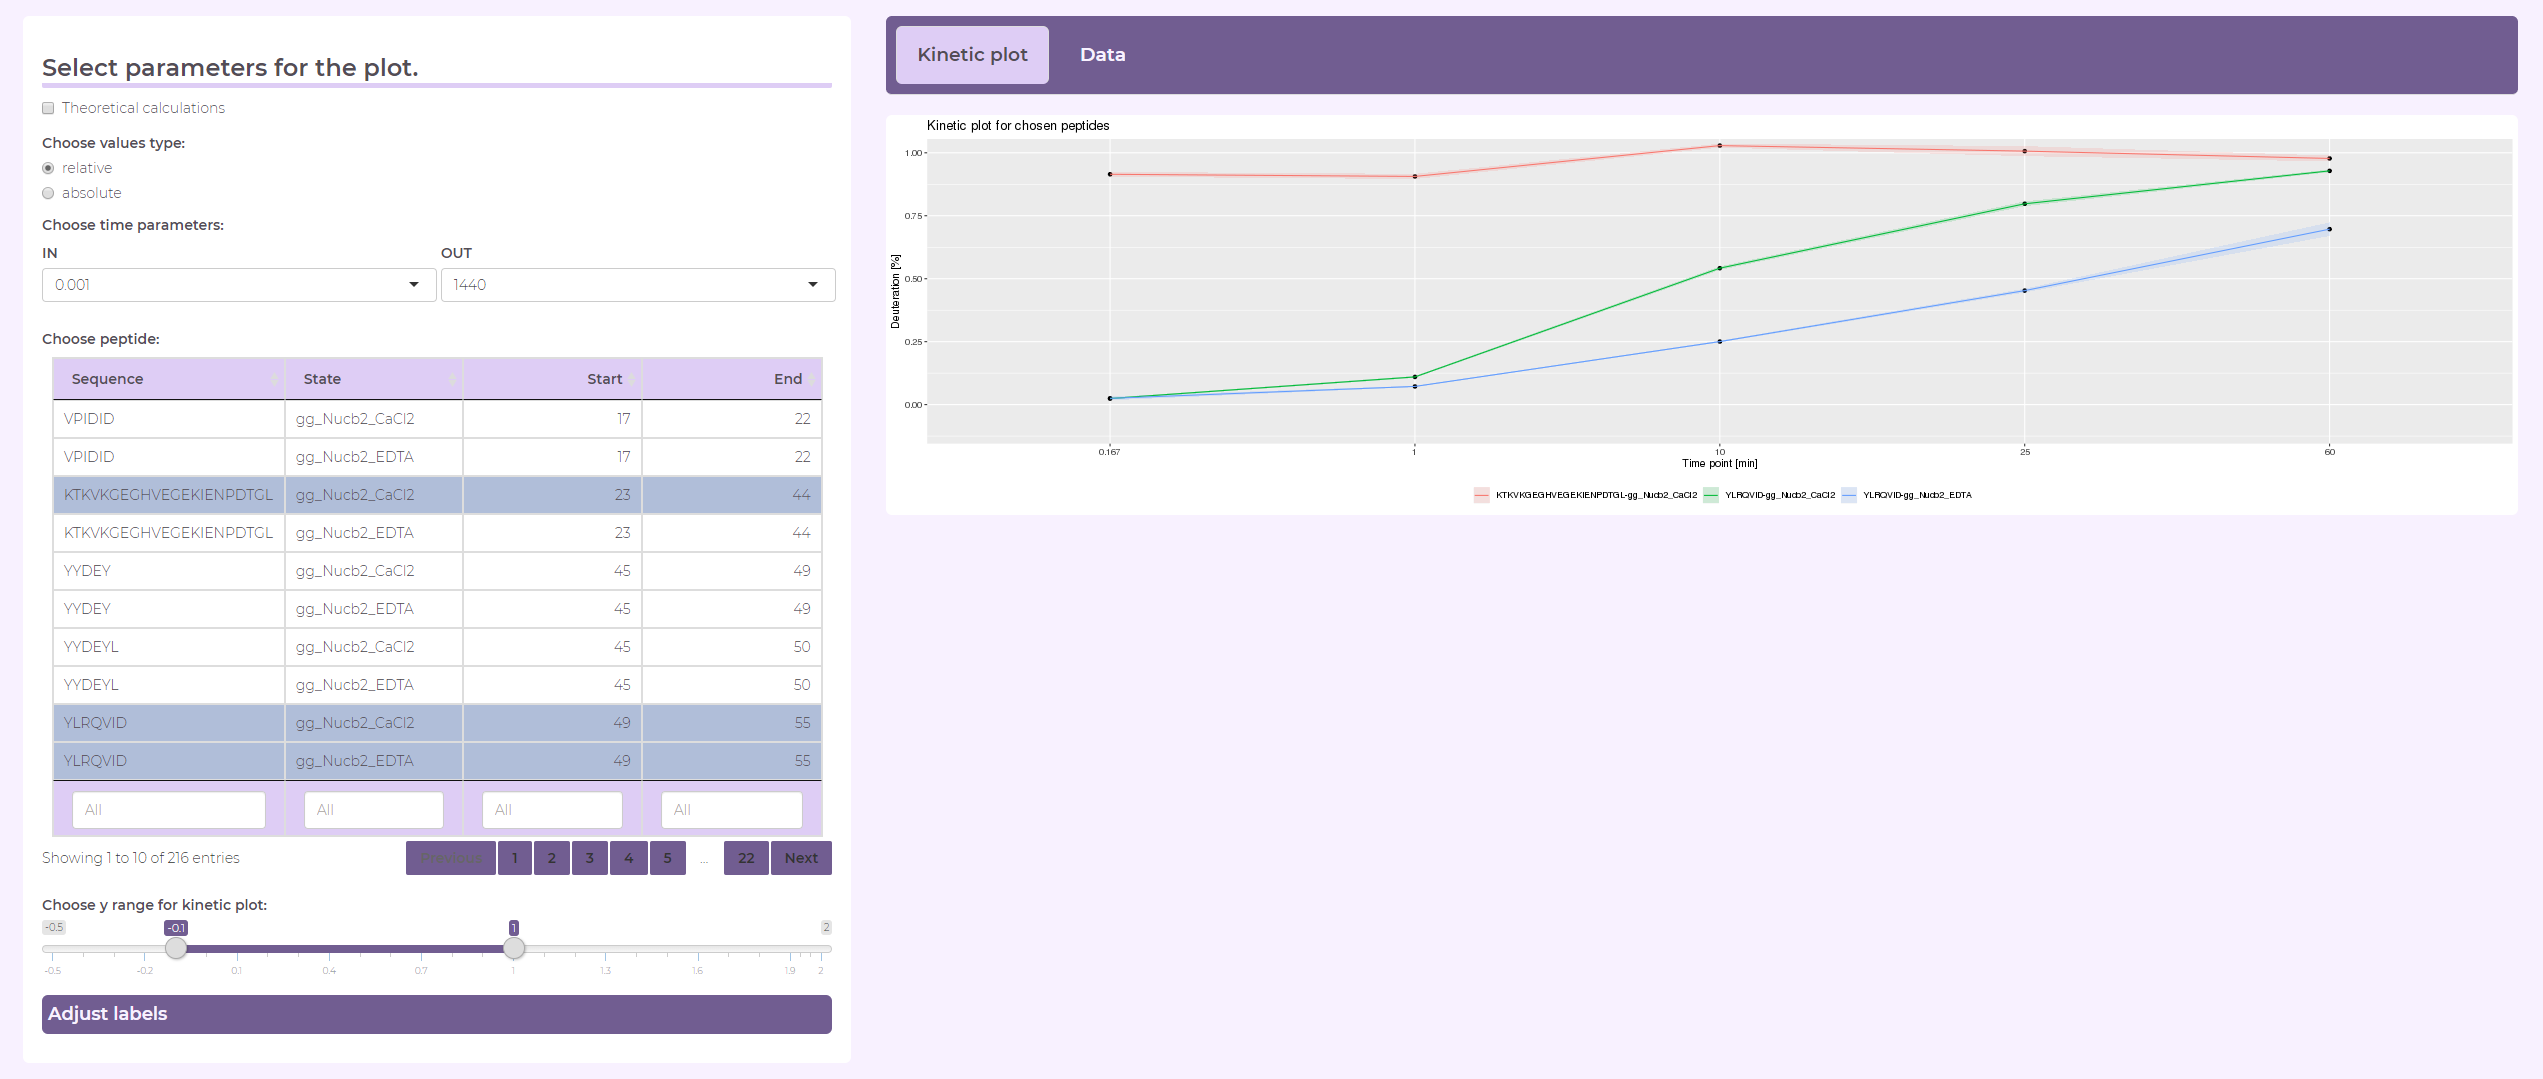 Select parameters for the plot.
Theoretical calculations
Choose values type:
relative
absolute
Choose time parameters:
IN OUT
0.001 1440
Choose peptide:
Sequence State Start End
VPIDID gg_Nucb2_CaCl2 17 22
VPIDID gg_Nucb2_EDTA 17 22
KTKVKGEGHVEGEKIENPDTGL gg_Nucb2_CaCl2 23 44
KTKVKGEGHVEGEKIENPDTGL gg_Nucb2_EDTA 23 44
YYDEY gg_Nucb2_CaCl2 45 49
YYDEY gg_Nucb2_EDTA 45 49
YYDEYL gg_Nucb2_CaCl2 45 50
YYDEYL gg_Nucb2_EDTA 45 50
YLRQVID gg_Nucb2_CaCl2 49 55
YLRQVID gg_Nucb2_EDTA 49 55
All All All All
Showing 1 to 10 of 216 entries Previous 1 2 3 4 5 ... 22 Next
Choose y range for kinetic plot:
-0.5 -0.1 1 2
-0.5 -0.2 0.1 0.4 0.7 1 1.3 1.6 1.9 2
Adjust labels
Kinetic plot Data
Kinetic plot for chosen peptides
Deuteration [%]
1.00
0.75
0.50
0.25
0.00
0.167 1 10 25 60
Time point [min]
KTKVKGEGHVEGEKIENPDTGL-gg_Nucb2_CaCl2 YLRQVID-gg_Nucb2_CaCl2 YLRQVID-gg_Nucb2_EDTA